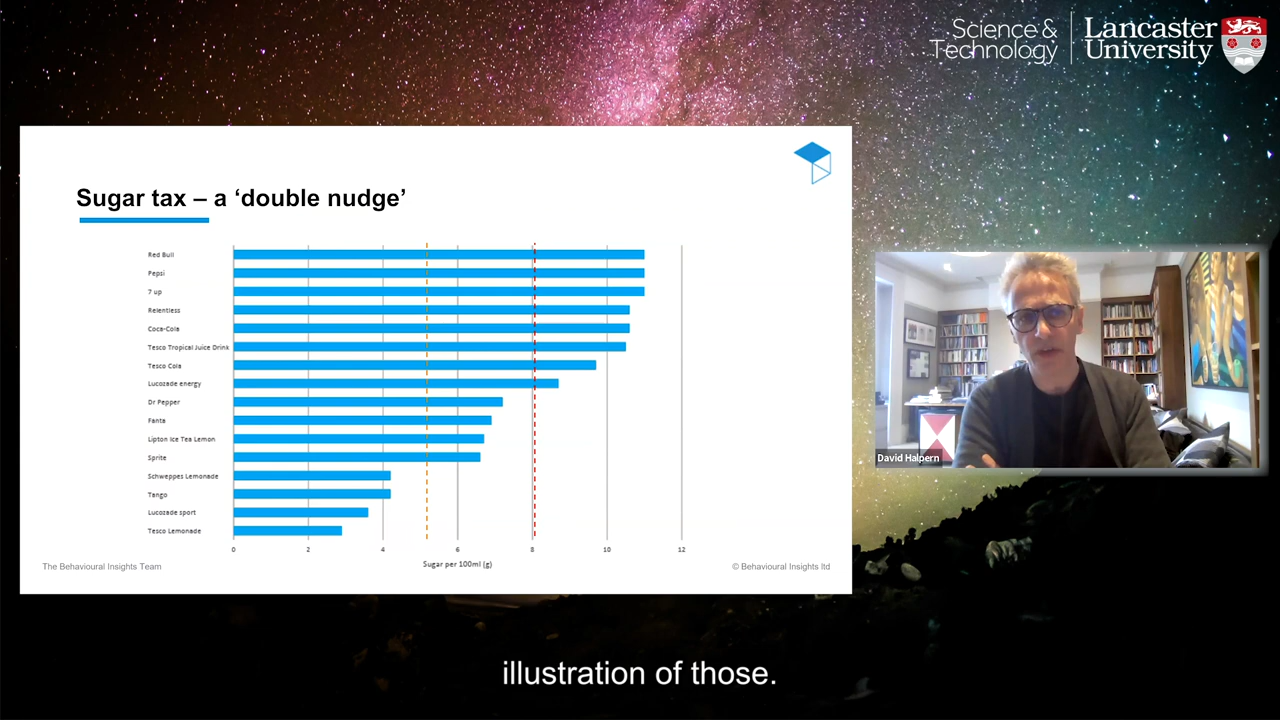 Science &
Technology
Lancaster
University
Sugar tax – a ‘double nudge’
Red Bull
Pepsi
7 up
Relentless
Coca-Cola
Tesco Tropical Juice Drink
Tesco Cola
Lucozade energy
Dr Pepper
Fanta
Lipton Ice Tea Lemon
Sprite
Schweppes Lemonade
Tango
Lucozade sport
Tesco Lemonade
0 2 4 6 8 10 12
Sugar per 100ml (g)
The Behavioural Insights Team
© Behavioural Insights ltd
David Halpern
illustration of those.